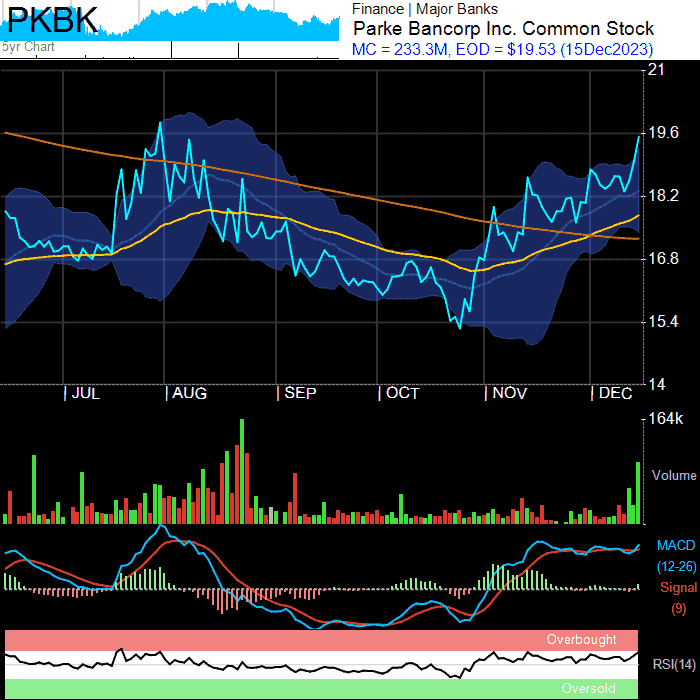 PKBK
5yr Chart
Finance | Major Banks
Parke Bancorp Inc. Common Stock
MC = 233.3M, EOD = $19.53 (15Dec2023)
21
19.6
18.2
16.8
15.4
14
JUL
AUG
SEP
OCT
NOV
DEC
164k
Volume
MACD
(12-26)
Signal
(9)
Overbought
RSI(14)
Oversold